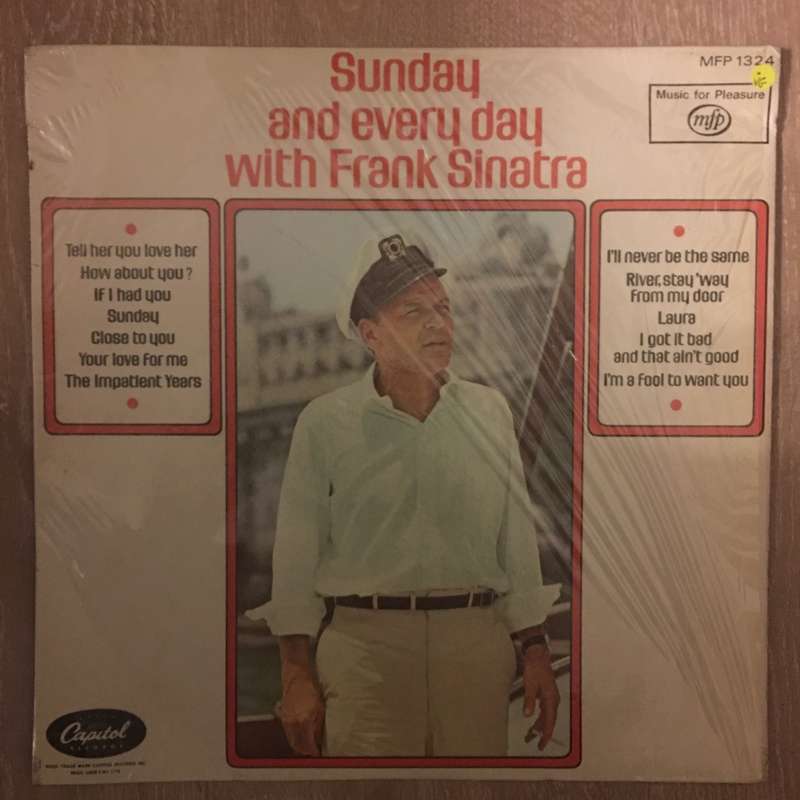 Sunday
and every day
with Frank Sinatra
MFP 1324
Music for Pleasure
mfp
Tell her you love her
How about you?
If I had you
Sunday
Close to you
Your love for me
The Impatient Years
I'll never be the same
River, stay 'way
from my door
Laura
I got it bad
and that ain't good
I'm a fool to want you
Capitol
RECORDS